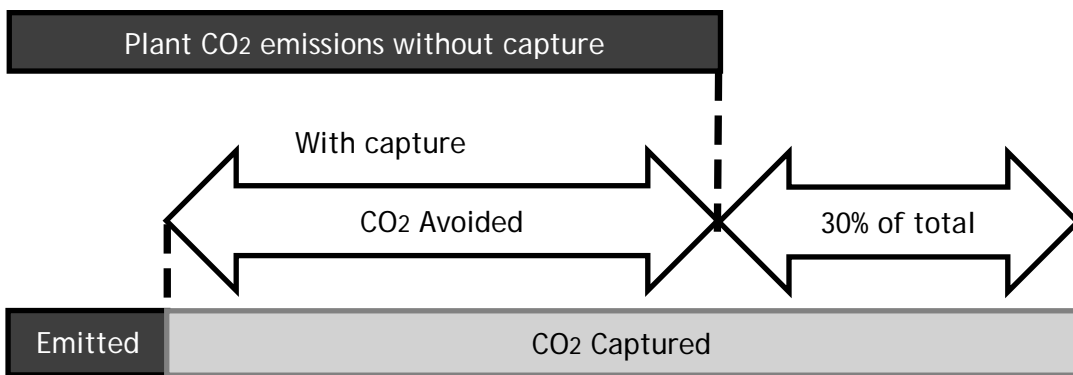 Plant CO2 emissions without capture
With capture
CO2 Avoided
30% of total
Emitted
CO2 Captured